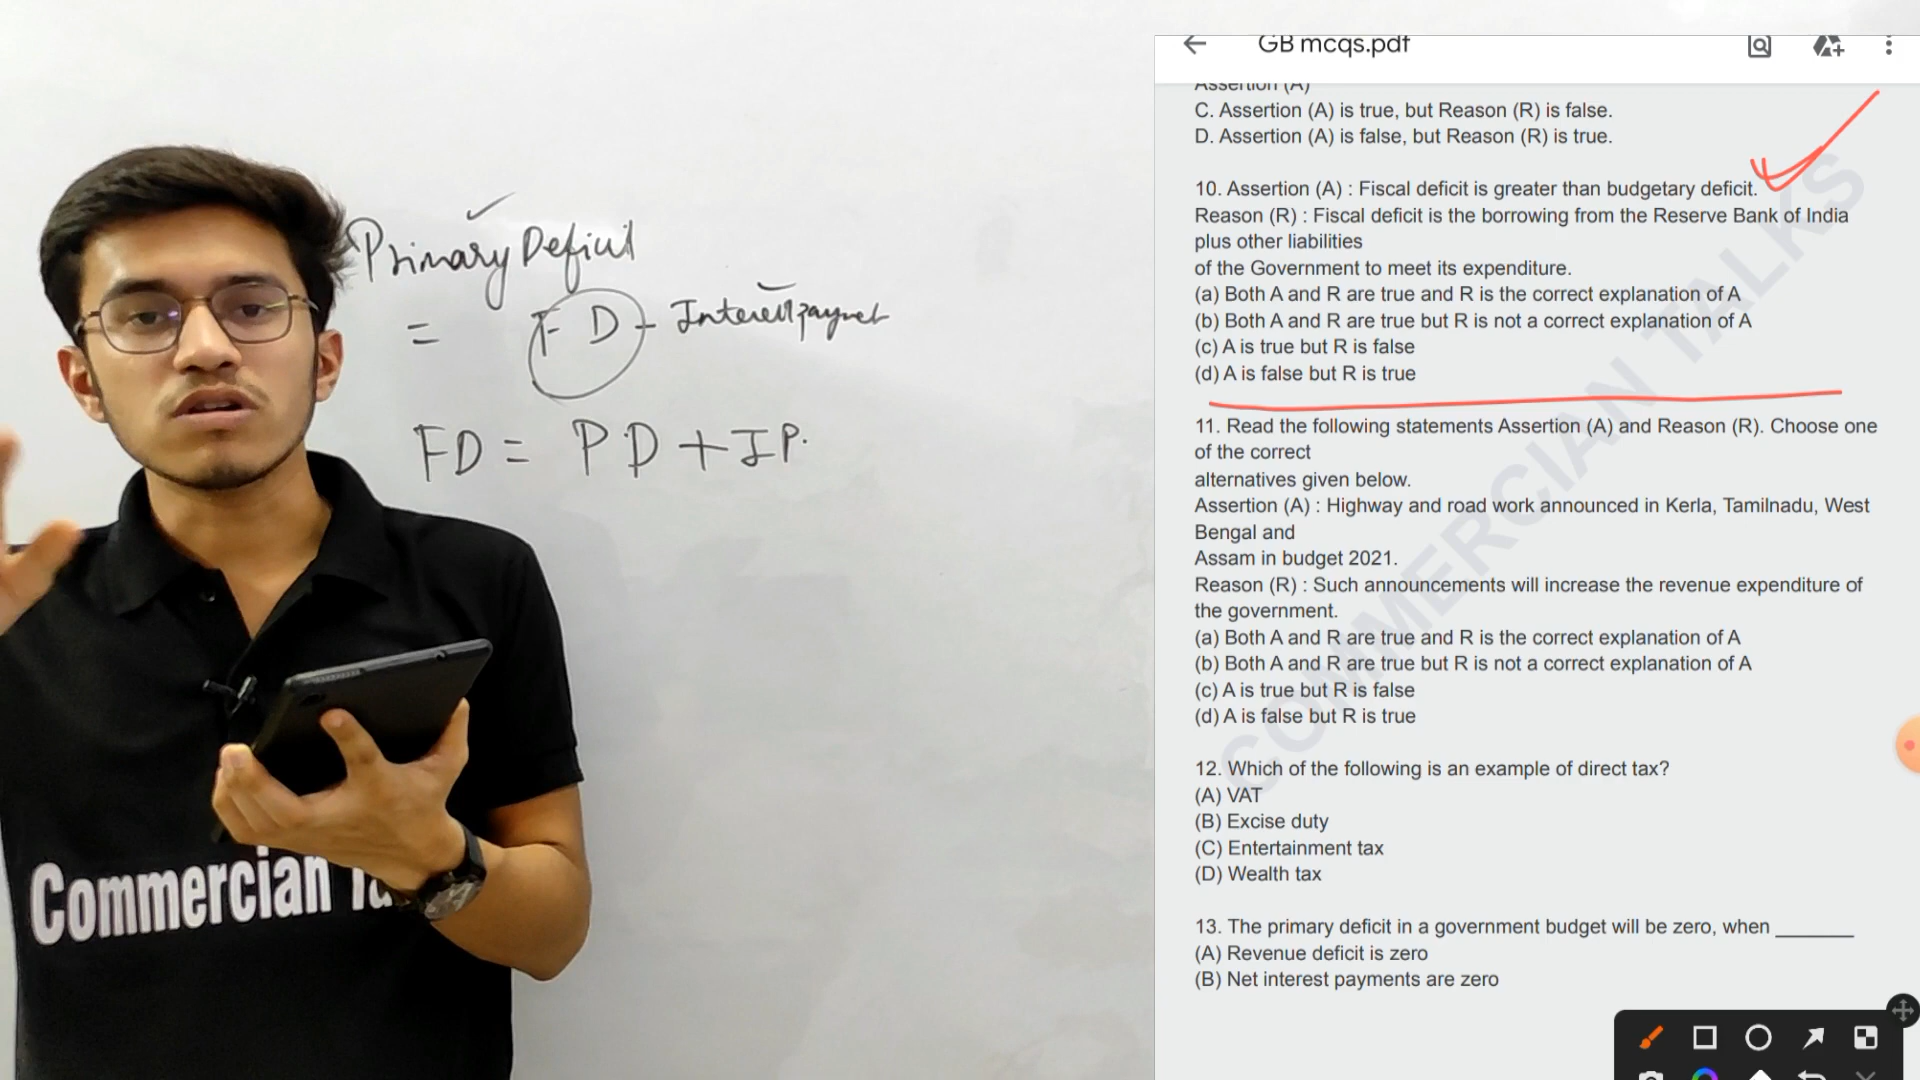 Primary Deficit
= F D - Interest paymet
FD = P.D + IP.
Commercian Ta
GB mcqs.pdf
Assertion (A)
C. Assertion (A) is true, but Reason (R) is false.
D. Assertion (A) is false, but Reason (R) is true.
10. Assertion (A) : Fiscal deficit is greater than budgetary deficit.
Reason (R) : Fiscal deficit is the borrowing from the Reserve Bank of India
plus other liabilities
of the Government to meet its expenditure.
(a) Both A and R are true and R is the correct explanation of A
(b) Both A and R are true but R is not a correct explanation of A
(c) A is true but R is false
(d) A is false but R is true
11. Read the following statements Assertion (A) and Reason (R). Choose one
of the correct
alternatives given below.
Assertion (A) : Highway and road work announced in Kerla, Tamilnadu, West
Bengal and
Assam in budget 2021.
Reason (R) : Such announcements will increase the revenue expenditure of
the government.
(a) Both A and R are true and R is the correct explanation of A
(b) Both A and R are true but R is not a correct explanation of A
(c) A is true but R is false
(d) A is false but R is true
12. Which of the following is an example of direct tax?
(A) VAT
(B) Excise duty
(C) Entertainment tax
(D) Wealth tax
13. The primary deficit in a government budget will be zero, when _______
(A) Revenue deficit is zero
(B) Net interest payments are zero
COMMERCIAN TALKS